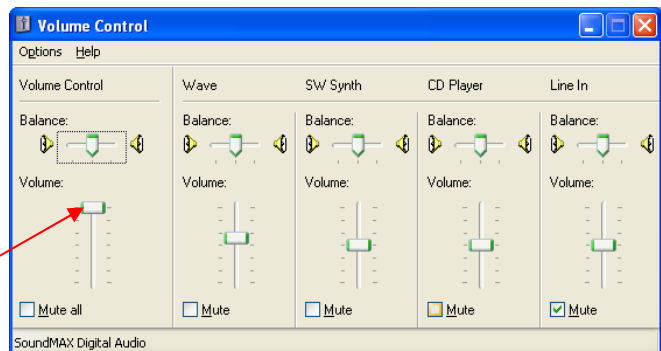 Volume Control
Options Help
Volume Control Wave SW Synth CD Player Line In
Balance: Balance: Balance: Balance: Balance:
Volume: Volume: Volume: Volume: Volume:
Mute all Mute Mute Mute Mute
SoundMAX Digital Audio